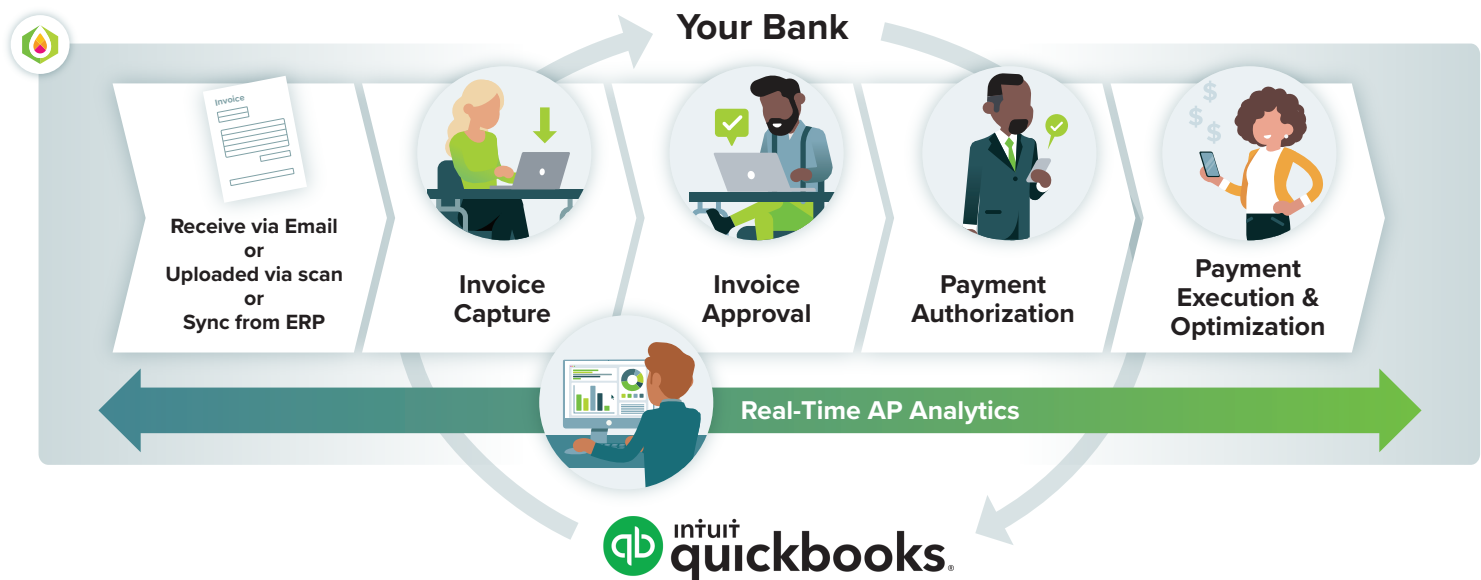 Your Bank
Invoice
Receive via Email
or
Uploaded via scan
or
Sync from ERP
Invoice
Capture
Invoice
Approval
Payment
Authorization
Payment
Execution &
Optimization
$
$
$
Real-Time AP Analytics
qb
intuit
quickbooks.